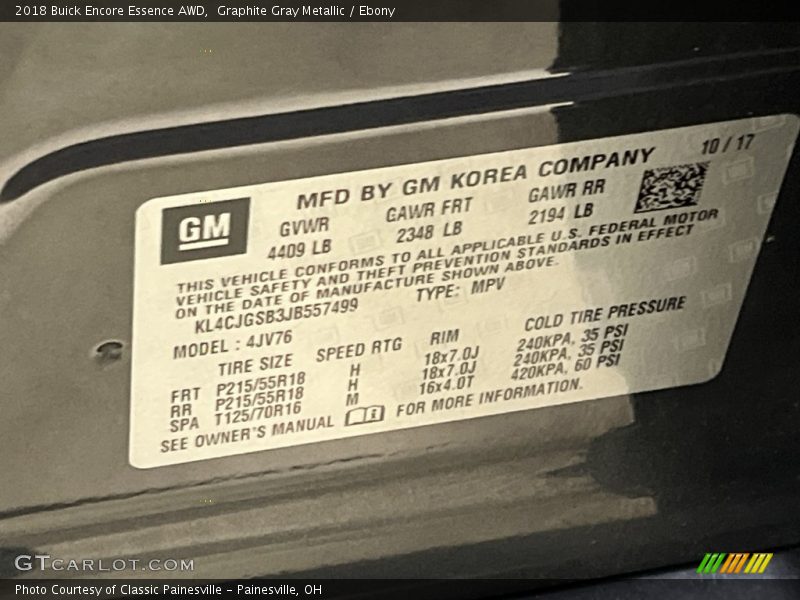 2018 Buick Encore Essence AWD, Graphite Gray Metallic / Ebony
GM
MFD BY GM KOREA COMPANY 10 / 17
GVWR GAWR FRT GAWR RR
4409 LB 2348 LB 2194 LB
THIS VEHICLE CONFORMS TO ALL APPLICABLE U.S. FEDERAL MOTOR
VEHICLE SAFETY AND THEFT PREVENTION STANDARDS IN EFFECT
ON THE DATE OF MANUFACTURE SHOWN ABOVE.
KL4CJGSB3JB557499 TYPE: MPV
MODEL : 4JV76
TIRE SIZE SPEED RTG RIM COLD TIRE PRESSURE
FRT P215/55R18 H 18x7.0J 240KPA, 35 PSI
RR P215/55R18 H 18x7.0J 240KPA, 35 PSI
SPA T125/70R16 M 16x4.0T 420KPA, 60 PSI
SEE OWNER'S MANUAL FOR MORE INFORMATION.
GTCARLOT.COM
Photo Courtesy of Classic Painesville - Painesville, OH